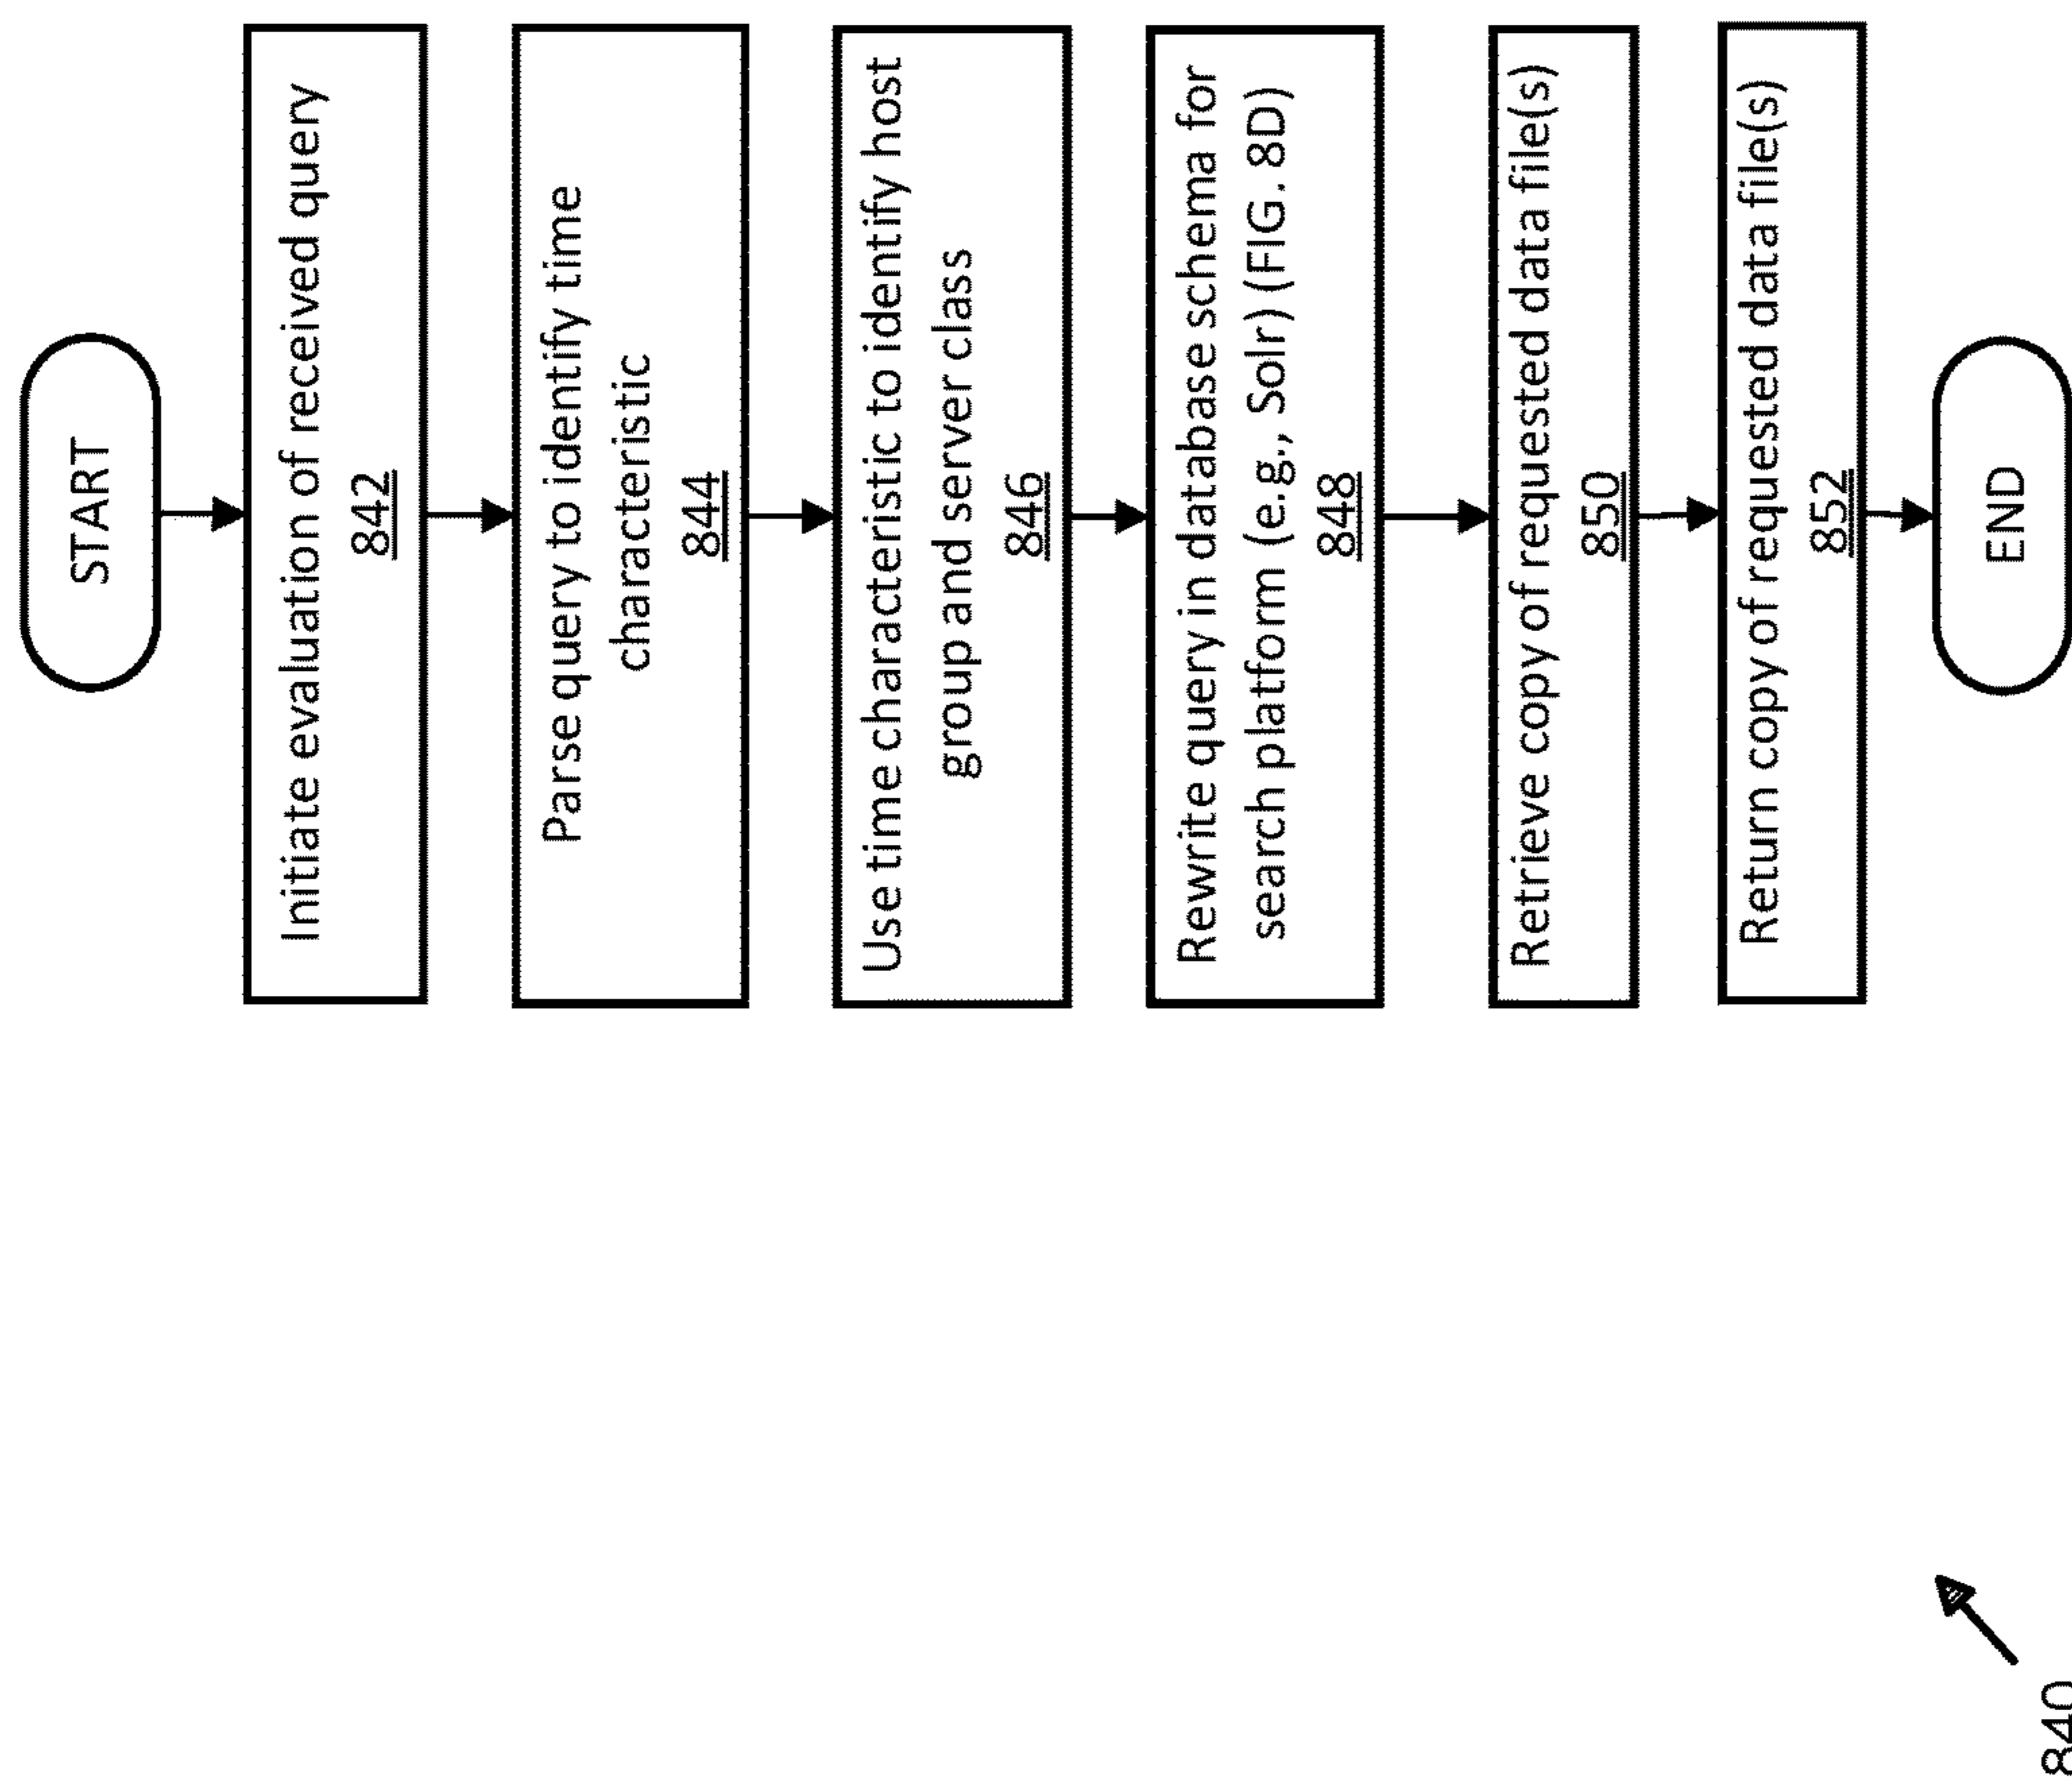 START
Initiate evaluation of received query
842
Parse query to identify time
characteristic
844
Use time characteristic to identify host
group and server class
846
Rewrite query in database schema for
search platform (e.g., Solr) (FIG. 8D)
848
Retrieve copy of requested data file(s)
850
Return copy of requested data file(s)
852
END
840